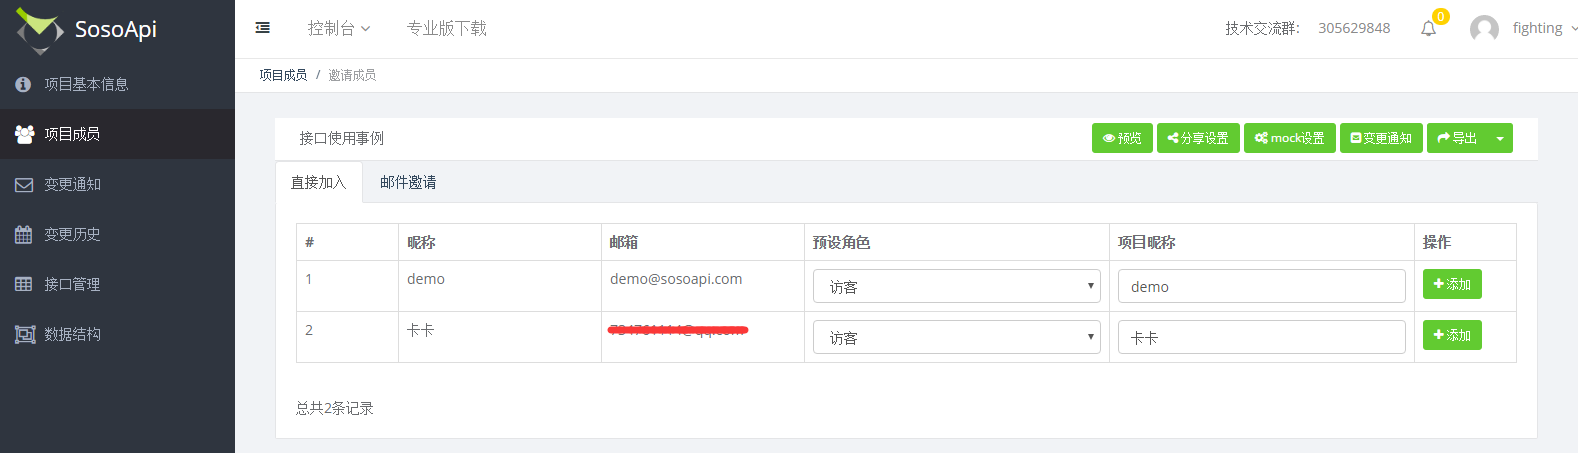 SosoApi
控制台 专业版下载 技术交流群: 305629848 0 fighting
项目基本信息
项目成员
变更通知
变更历史
接口管理
数据结构
项目成员 / 邀请成员
接口使用事例 预览 分享设置 mock设置 变更通知 导出
直接加入 邮件邀请
# 昵称 邮箱 预设角色 项目昵称 操作
1 demo demo@sosoapi.com 访客 demo 添加
2 卡卡 访客 卡卡 添加
总共2条记录